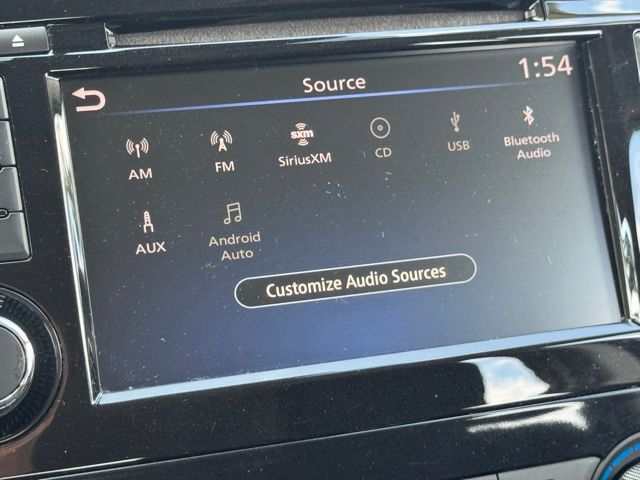 Source
1:54
AM
FM
sxm
SiriusXM
CD
USB
Bluetooth
Audio
AUX
Android
Auto
Customize Audio Sources